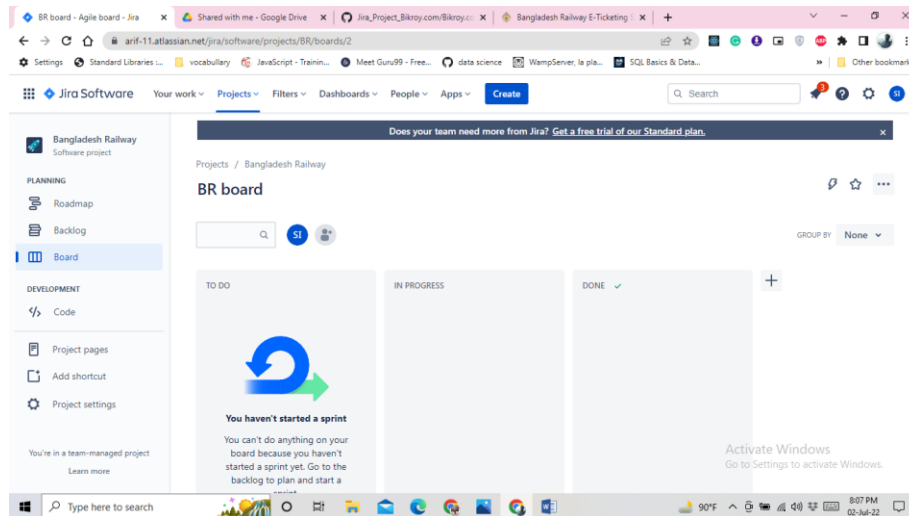 BR board - Agile board - Jira
Shared with me - Google Drive
Jira_Project_Bikroy.com/Bikroy.cc
Bangladesh Railway E-Ticketing
arif-11.atlassian.net/jira/software/projects/BR/boards/2
Settings
Standard Libraries :...
vocabullary
JavaScript - Trainin...
Meet Guru99 - Free...
data science
WampServer, la pla...
SQL Basics & Data...
Other bookmark
Jira Software
Your work
Projects
Filters
Dashboards
People
Apps
Create
Search
3
SI
Does your team need more from Jira? Get a free trial of our Standard plan.
Bangladesh Railway
Software project
PLANNING
Roadmap
Backlog
Board
DEVELOPMENT
Code
Project pages
Add shortcut
Project settings
You're in a team-managed project
Learn more
Projects / Bangladesh Railway
BR board
SI
GROUP BY
None
TO DO
IN PROGRESS
DONE
You haven't started a sprint
You can't do anything on your
board because you haven't
started a sprint yet. Go to the
backlog to plan and start a
Activate Windows
Go to Settings to activate Windows.
Type here to search
90°F
8:07 PM
02-Jul-22